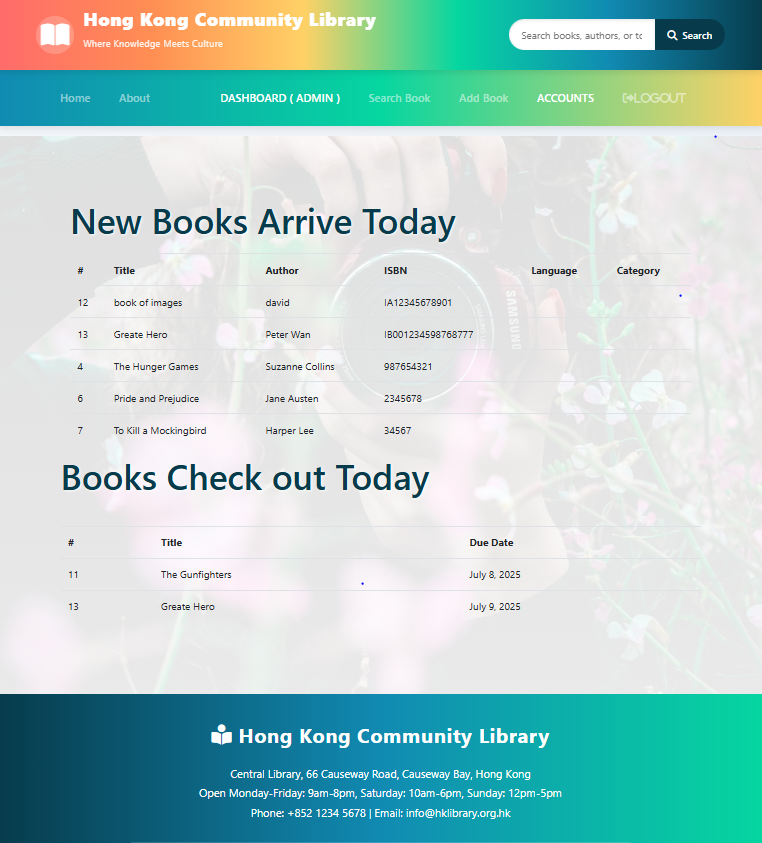 Hong Kong Community Library
Where Knowledge Meets Culture
Search books, authors, or to
Search
Home About DASHBOARD ( ADMIN ) Search Book Add Book ACCOUNTS LOGOUT
New Books Arrive Today
# Title Author ISBN Language Category
12 book of images david IA12345678901
13 Greate Hero Peter Wan IB001234598768777
4 The Hunger Games Suzanne Collins 987654321
6 Pride and Prejudice Jane Austen 2345678
7 To Kill a Mockingbird Harper Lee 34567
SAMSUNG
Books Check out Today
# Title Due Date
11 The Gunfighters July 8, 2025
13 Greate Hero July 9, 2025
Hong Kong Community Library
Central Library, 66 Causeway Road, Causeway Bay, Hong Kong
Open Monday-Friday: 9am-8pm, Saturday: 10am-6pm, Sunday: 12pm-5pm
Phone: +852 1234 5678 | Email: info@hklibrary.org.hk